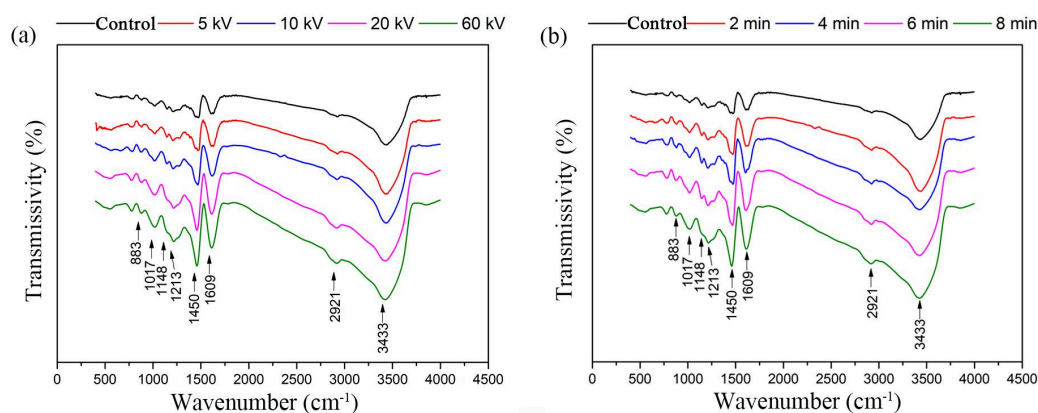 (a)
Control 5 kV 10 kV 20 kV 60 kV
Transmissivity (%)
883
1017
1148
1213
1450
1609
2921
3433
0 500 1000 1500 2000 2500 3000 3500 4000 4500
Wavenumber (cm⁻¹)
(b)
Control 2 min 4 min 6 min 8 min
Transmissivity (%)
883
1017
1148
1213
1450
1609
2921
3433
0 500 1000 1500 2000 2500 3000 3500 4000 4500
Wavenumber (cm⁻¹)